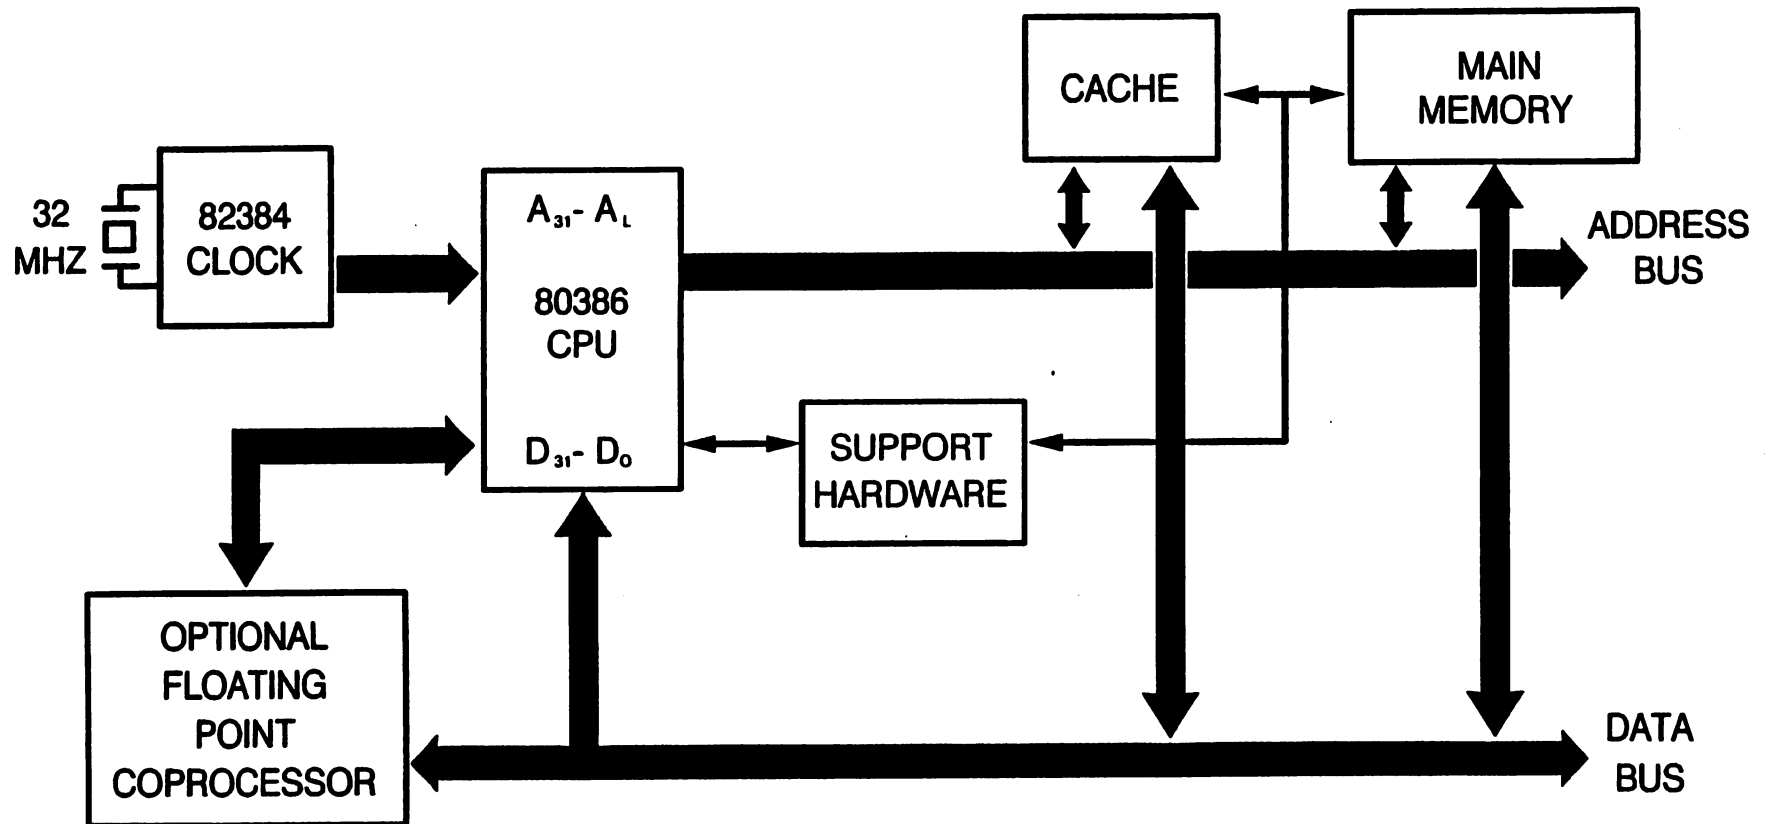 CACHE
MAIN
MEMORY
32
MHZ
82384
CLOCK
A₃₁- A_L
80386
CPU
D₃₁- D₀
ADDRESS
BUS
SUPPORT
HARDWARE
OPTIONAL
FLOATING
POINT
COPROCESSOR
DATA
BUS